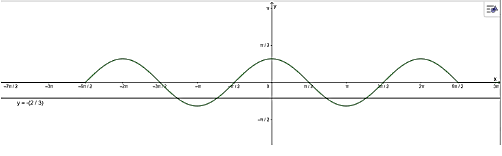 y
π
π / 2
x
−7π / 2 −3π −5π / 2 −2π −3π / 2 −π −π / 2 0 π / 2 π 3π / 2 2π 5π / 2 3π
y = -(2 / 3)
−π / 2